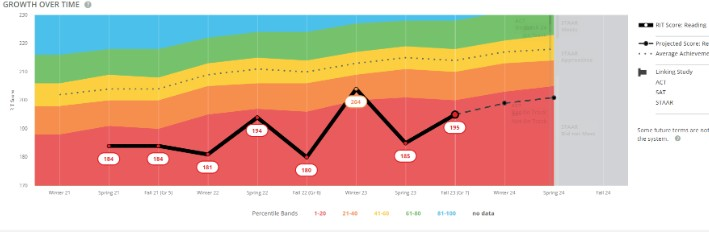 GROWTH OVER TIME
230
220
210
200
190
180
170
RIT Score
184
184
181
194
180
204
185
195
Winter 21
Spring 21
Fall 21 (Gr 5)
Winter 22
Spring 22
Fall 22 (Gr 6)
Winter 23
Spring 23
Fall 23 (Gr 7)
Winter 24
Spring 24
Fall 24
Percentile Bands
1-20
21-40
41-60
61-80
81-100
no data
RIT Score: Reading
Projected Score: Re
Average Achieveme
Linking Study
ACT
SAT
STAAR
Some future terms are not
the system.